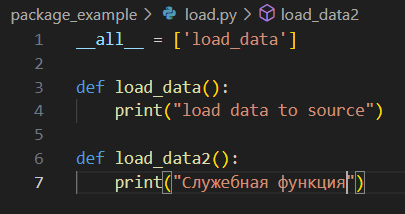 package_example > load.py > load_data2
1 __all__ = ['load_data']
2
3 def load_data():
4     print("load data to source")
5
6 def load_data2():
7     print("Служебная функция")